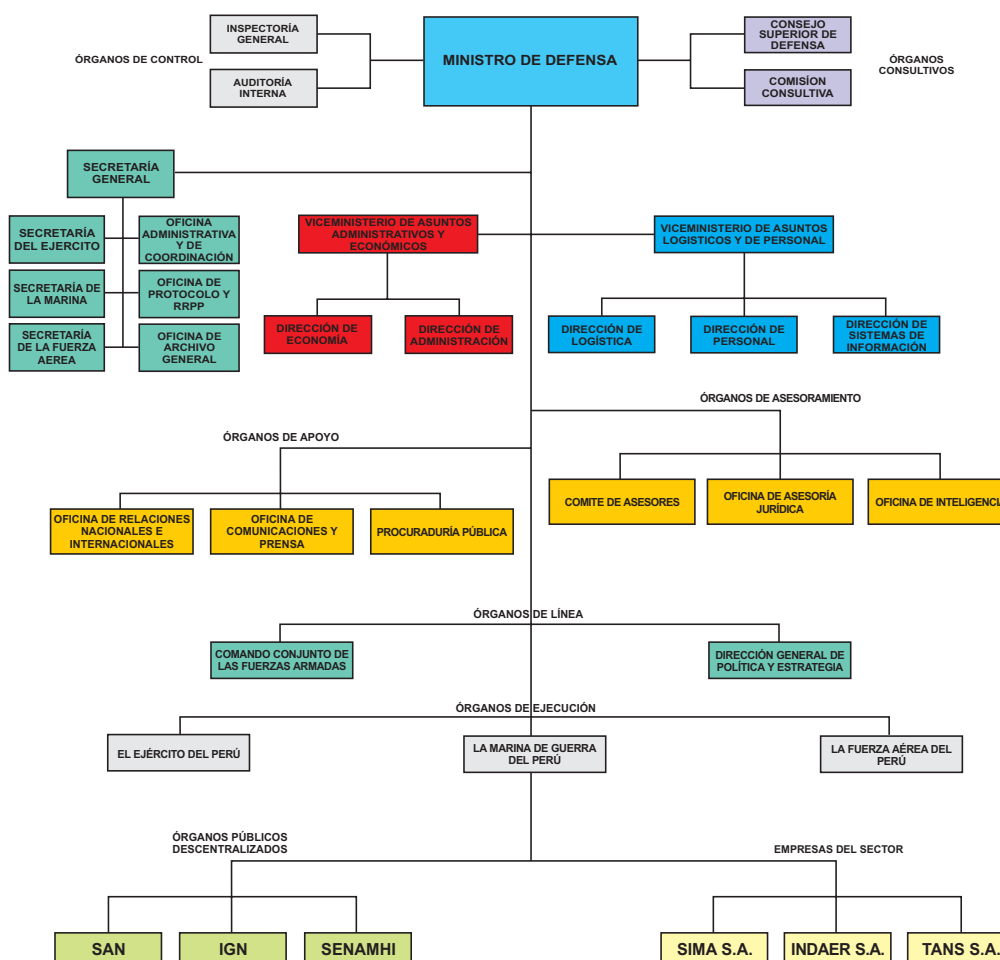 INSPECTORÍA
GENERAL
ÓRGANOS DE CONTROL
AUDITORÍA
INTERNA
MINISTRO DE DEFENSA
CONSEJO
SUPERIOR DE
DEFENSA
ÓRGANOS
CONSULTIVOS
COMISÍON
CONSULTIVA
SECRETARÍA
GENERAL
SECRETARÍA
DEL EJERCITO
OFICINA
ADMINISTRATIVA
Y DE
COORDINACIÓN
SECRETARÍA DE
LA MARINA
OFICINA DE
PROTOCOLO Y
RRPP
SECRETARÍA
DE LA FUERZA
AEREA
OFICINA DE
ARCHIVO
GENERAL
VICEMINISTERIO DE ASUNTOS
ADMINISTRATIVOS Y
ECONÓMICOS
VICEMINISTERIO DE ASUNTOS
LOGISTICOS Y DE PERSONAL
DIRECCIÓN DE
ECONOMÍA
DIRECCIÓN DE
ADMINISTRACIÓN
DIRECCIÓN DE
LOGÍSTICA
DIRECCIÓN DE
PERSONAL
DIRECCIÓN DE
SISTEMAS DE
INFORMACIÓN
ÓRGANOS DE ASESORAMIENTO
ÓRGANOS DE APOYO
COMITE DE ASESORES
OFICINA DE ASESORÍA
JURÍDICA
OFICINA DE INTELIGENCIA
OFICINA DE RELACIONES
NACIONALES E
INTERNACIONALES
OFICINA DE
COMUNICACIONES Y
PRENSA
PROCURADURÍA PÚBLICA
ÓRGANOS DE LÍNEA
COMANDO CONJUNTO DE
LAS FUERZAS ARMADAS
DIRECCIÓN GENERAL DE
POLÍTICA Y ESTRATEGIA
ÓRGANOS DE EJECUCIÓN
EL EJÉRCITO DEL PERÚ
LA MARINA DE GUERRA
DEL PERÚ
LA FUERZA AÉREA DEL
PERÚ
ÓRGANOS PÚBLICOS
DESCENTRALIZADOS
EMPRESAS DEL SECTOR
SAN
IGN
SENAMHI
SIMA S.A.
INDAER S.A.
TANS S.A.